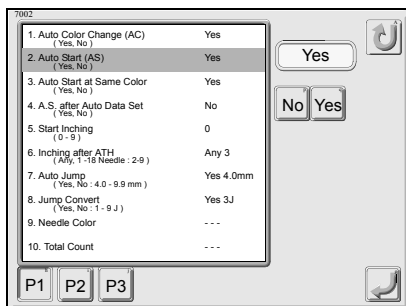 7002
1. Auto Color Change (AC) Yes
( Yes, No )
2. Auto Start (AS) Yes
( Yes, No )
3. Auto Start at Same Color Yes
( Yes, No )
4. A.S. after Auto Data Set No
( Yes, No )
5. Start Inching 0
( 0 - 9 )
6. Inching after ATH Any 3
( Any, 1 -18 Needle : 2-9 )
7. Auto Jump Yes 4.0mm
( Yes, No : 4.0 - 9.9 mm )
8. Jump Convert Yes 3J
( Yes, No : 1 - 9 J )
9. Needle Color - - -
10. Total Count - - -
Yes
No Yes
P1 P2 P3